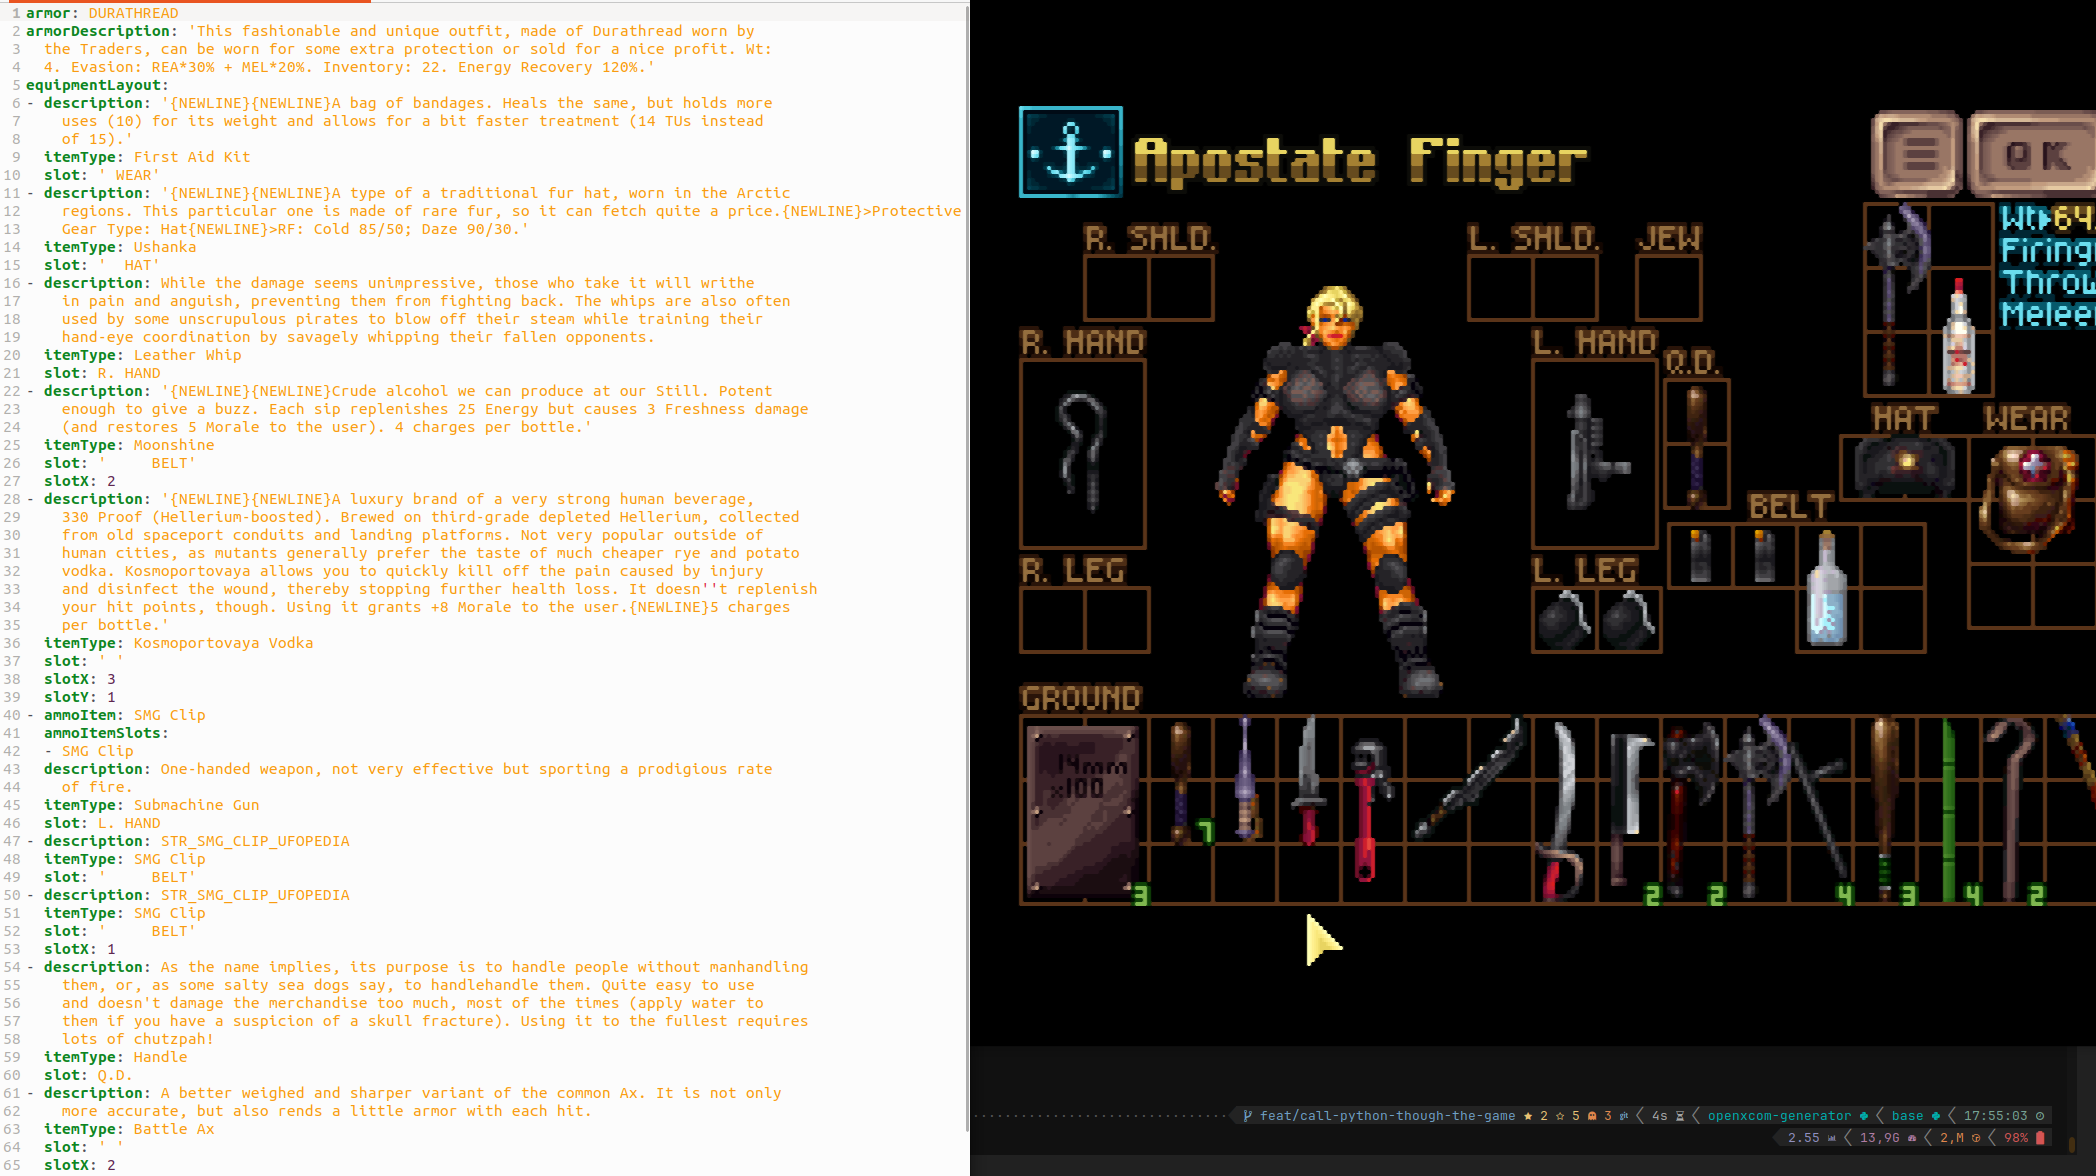 1 armor: DURATHREAD
2 armorDescription: 'This fashionable and unique outfit, made of Durathread worn by
3 the Traders, can be worn for some extra protection or sold for a nice profit. Wt:
4 4. Evasion: REA*30% + MEL*20%. Inventory: 22. Energy Recovery 120%.'
5 equipmentLayout:
6 - description: '{NEWLINE}{NEWLINE}A bag of bandages. Heals the same, but holds more
7 uses (10) for its weight and allows for a bit faster treatment (14 TUs instead
8 of 15).'
9 itemType: First Aid Kit
10 slot: ' WEAR'
11 - description: '{NEWLINE}{NEWLINE}A type of a traditional fur hat, worn in the Arctic
12 regions. This particular one is made of rare fur, so it can fetch quite a price.{NEWLINE}>Protective
13 Gear Type: Hat{NEWLINE}>RF: Cold 85/50; Daze 90/30.'
14 itemType: Ushanka
15 slot: '  HAT'
16 - description: While the damage seems unimpressive, those who take it will writhe
17 in pain and anguish, preventing them from fighting back. The whips are also often
18 used by some unscrupulous pirates to blow off their steam while training their
19 hand-eye coordination by savagely whipping their fallen opponents.
20 itemType: Leather Whip
21 slot: R. HAND
22 - description: '{NEWLINE}{NEWLINE}Crude alcohol we can produce at our Still. Potent
23 enough to give a buzz. Each sip replenishes 25 Energy but causes 3 Freshness damage
24 (and restores 5 Morale to the user). 4 charges per bottle.'
25 itemType: Moonshine
26 slot: '     BELT'
27 slotX: 2
28 - description: '{NEWLINE}{NEWLINE}A luxury brand of a very strong human beverage,
29 330 Proof (Hellerium-boosted). Brewed on third-grade depleted Hellerium, collected
30 from old spaceport conduits and landing platforms. Not very popular outside of
31 human cities, as mutants generally prefer the taste of much cheaper rye and potato
32 vodka. Kosmoportovaya allows you to quickly kill off the pain caused by injury
33 and disinfect the wound, thereby stopping further health loss. It doesn''t replenish
34 your hit points, though. Using it grants +8 Morale to the user.{NEWLINE}5 charges
35 per bottle.'
36 itemType: Kosmoportovaya Vodka
37 slot: ' '
38 slotX: 3
39 slotY: 1
40 - ammoItem: SMG Clip
41 ammoItemSlots:
42 - SMG Clip
43 description: One-handed weapon, not very effective but sporting a prodigious rate
44 of fire.
45 itemType: Submachine Gun
46 slot: L. HAND
47 - description: STR_SMG_CLIP_UFOPEDIA
48 itemType: SMG Clip
49 slot: '     BELT'
50 - description: STR_SMG_CLIP_UFOPEDIA
51 itemType: SMG Clip
52 slot: '     BELT'
53 slotX: 1
54 - description: As the name implies, its purpose is to handle people without manhandling
55 them, or, as some salty sea dogs say, to handlehandle them. Quite easy to use
56 and doesn't damage the merchandise too much, most of the times (apply water to
57 them if you have a suspicion of a skull fracture). Using it to the fullest requires
58 lots of chutzpah!
59 itemType: Handle
60 slot: Q.D.
61 - description: A better weighed and sharper variant of the common Ax. It is not only
62 more accurate, but also rends a little armor with each hit.
63 itemType: Battle Ax
64 slot: ' '
65 slotX: 2
Apostate Finger
OK
Wt>64
Firing
Throw
Melee
R. SHLD.
L. SHLD.
JEW
R. HAND
L. HAND
Q.D.
HAT
WEAR
BELT
R. LEG
L. LEG
GROUND
14mm
x100
3
1
2
2
4
3
4
2
feat/call-python-though-the-game ★ 2 ☆ 5 3 git 4s openxcom-generator base 17:55:03
2.55 13,9G 2,M 98%